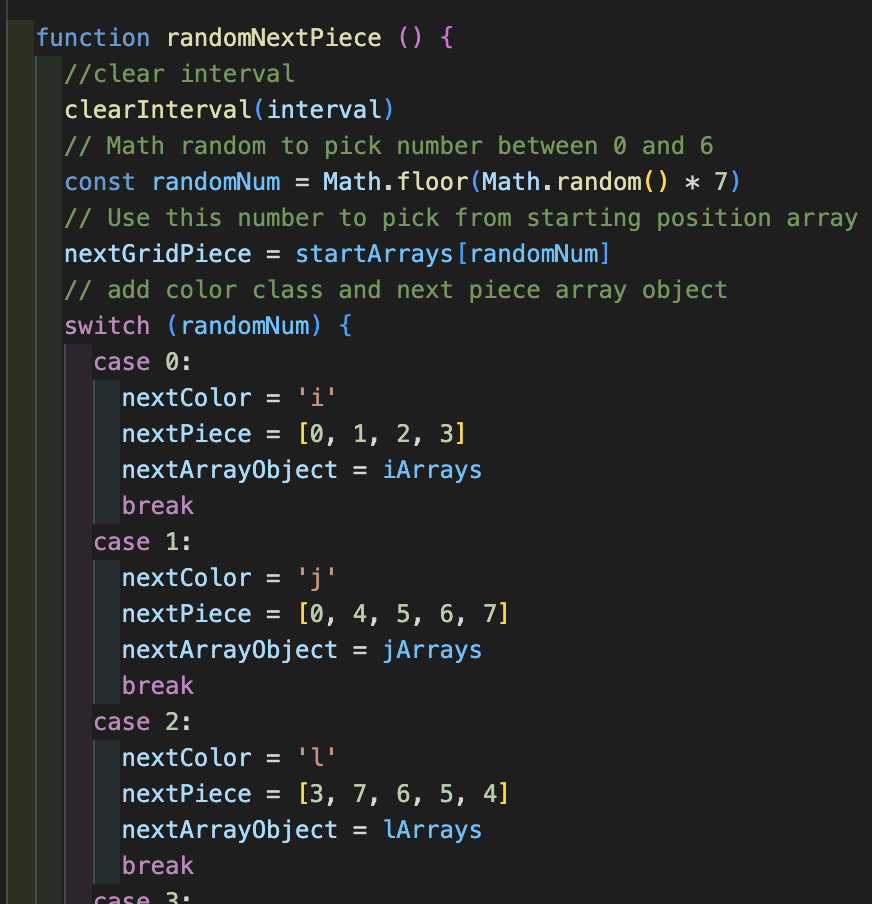 function randomNextPiece () {
//clear interval
clearInterval(interval)
// Math random to pick number between 0 and 6
const randomNum = Math.floor(Math.random() * 7)
// Use this number to pick from starting position array
nextGridPiece = startArrays[randomNum]
// add color class and next piece array object
switch (randomNum) {
case 0:
nextColor = 'i'
nextPiece = [0, 1, 2, 3]
nextArrayObject = iArrays
break
case 1:
nextColor = 'j'
nextPiece = [0, 4, 5, 6, 7]
nextArrayObject = jArrays
break
case 2:
nextColor = 'l'
nextPiece = [3, 7, 6, 5, 4]
nextArrayObject = lArrays
break
case 3: